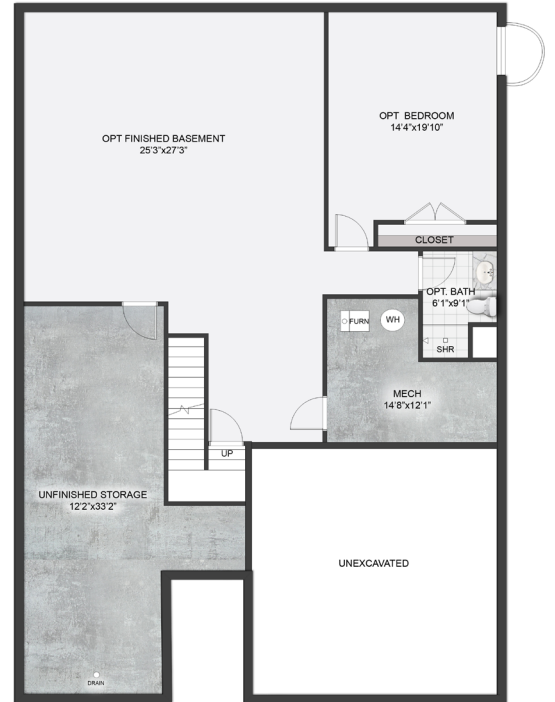 OPT FINISHED BASEMENT
25'3"x27'3"
OPT BEDROOM
14'4"x19'10"
CLOSET
OPT. BATH
6'1"x9'1"
SHR
FURN
WH
MECH
14'8"x12'1"
UP
UNFINISHED STORAGE
12'2"x33'2"
UNEXCAVATED
DRAIN